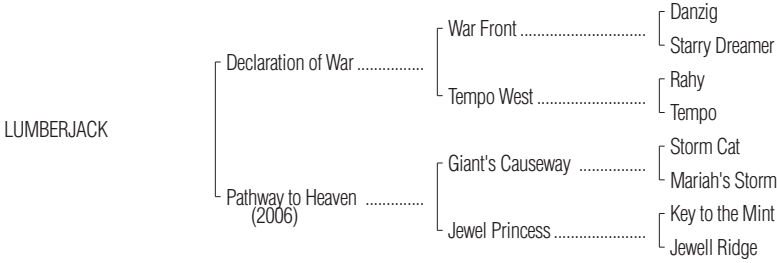 LUMBERJACK
Declaration of War ................
War Front ..............................
Danzig
Starry Dreamer
Tempo West ..........................
Rahy
Tempo
Pathway to Heaven ..............
(2006)
Giant's Causeway ................
Storm Cat
Mariah's Storm
Jewel Princess ......................
Key to the Mint
Jewell Ridge